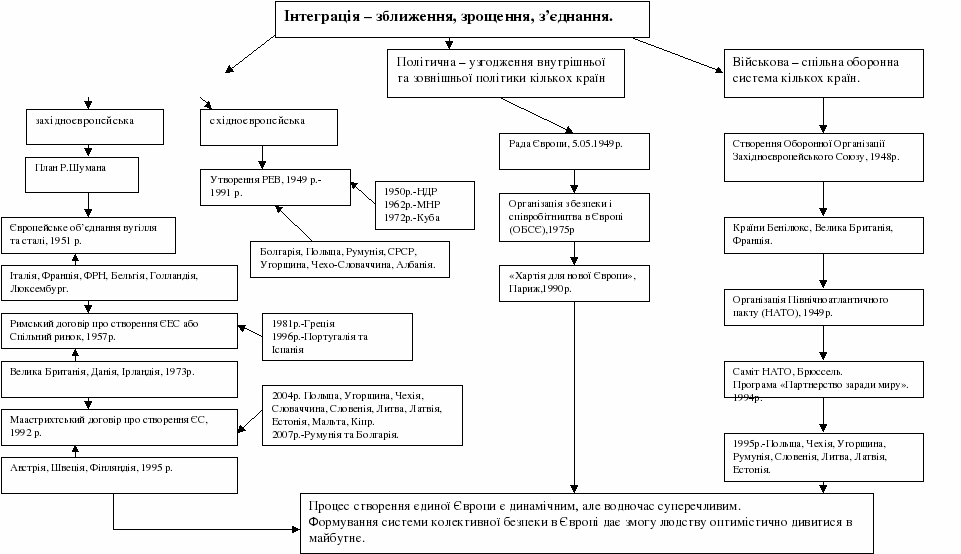 Інтеграція – зближення, зрощення, з’єднання.
Політична – узгодження внутрішньої
та зовнішньої політики кількох країн
Військова – спільна оборонна
система кількох країн.
західноєвропейська
східноєвропейська
План Р.Шумана
Утворення РЕВ, 1949 р.-
1991 р.
1950р.-НДР
1962р.-МНР
1972р.-Куба
Європейське об’єднання вугілля
та сталі, 1951 р.
Болгарія, Польща, Румунія, СРСР,
Угорщина, Чехо-Словаччина, Албанія.
Італія, Франція, ФРН, Бельгія, Голландія,
Люксембург.
Римський договір про створення ЄЕС або
Спільний ринок, 1957р.
1981р.-Греція
1996р.-Португалія та
Іспанія
Велика Британія, Данія, Ірландія, 1973р.
Маастрихтський договір про створення ЄС,
1992 р.
2004р. Польща, Угорщина, Чехія,
Словаччина, Словенія, Литва, Латвія,
Естонія, Мальта, Кіпр.
2007р.-Румунія та Болгарія.
Австрія, Швеція, Фінляндія, 1995 р.
Рада Європи, 5.05.1949р.
Організація з безпеки і
співробітництва в Європі
(ОБСЄ),1975р
«Хартія для нової Європи»,
Париж,1990р.
Створення Оборонної Організації
Західноєвропейського Союзу, 1948р.
Країни Бенілюкс, Велика Британія,
Франція.
Організація Північноатлантичного
пакту (НАТО), 1949р.
Саміт НАТО, Брюссель.
Програма «Партнерство заради миру».
1994р.
1995р.-Польща, Чехія, Угорщина,
Румунія, Словенія, Литва, Латвія,
Естонія.
Процес створення єдиної Європи є динамічним, але водночас суперечливим.
Формування системи колективної безпеки в Європі дає змогу людству оптимістично дивитися в
майбутнє.